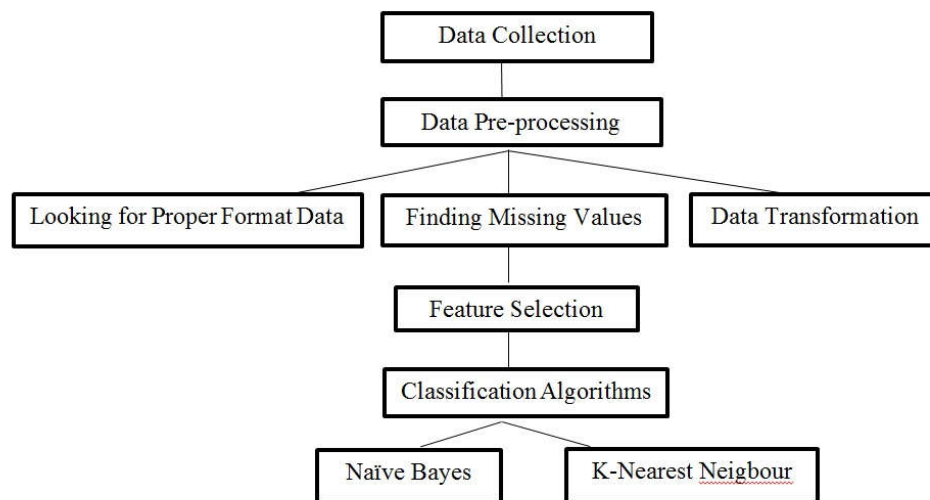 Data Collection
Data Pre-processing
Looking for Proper Format Data
Finding Missing Values
Data Transformation
Feature Selection
Classification Algorithms
Naïve Bayes
K-Nearest Neigbour